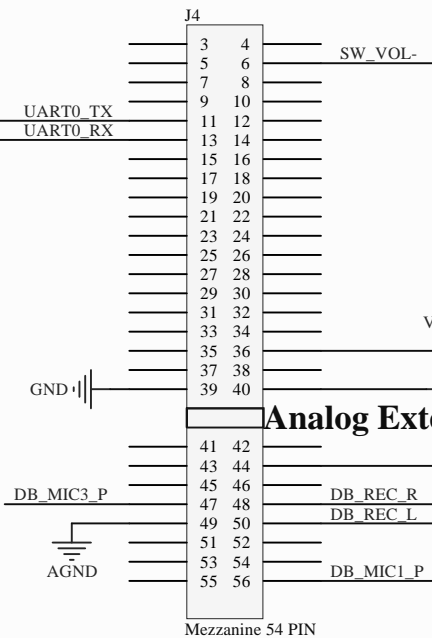 J4
3 4
SW_VOL-
5 6
7 8
9 10
UART0_TX
11 12
UART0_RX
13 14
15 16
17 18
19 20
21 22
23 24
25 26
27 28
29 30
31 32
V
33 34
35 36
37 38
GND
39 40
Analog Exte
41 42
43 44
45 46
DB_MIC3_P
47 48
DB_REC_R
49 50
DB_REC_L
51 52
AGND
53 54
55 56
DB_MIC1_P
Mezzanine 54 PIN